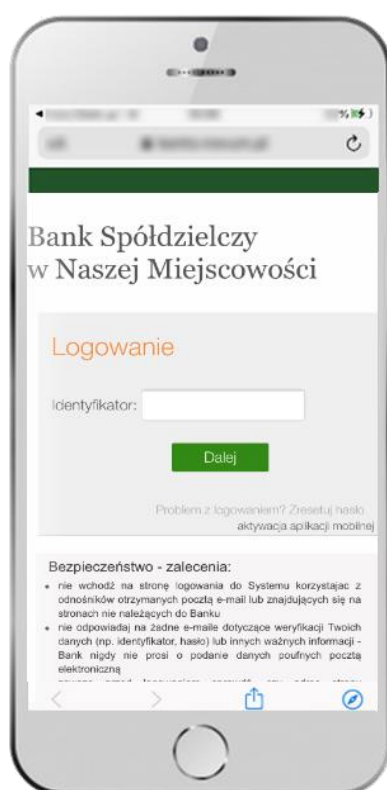 Bank Spółdzielczy
w Naszej Miejscowości
Logowanie
Identyfikator:
Dalej
Problem z logowaniem? Zresetuj hasło
aktywacja aplikacji mobilnej
Bezpieczeństwo - zalecenia:
nie wchodź na stronę logowania do Systemu korzystając z
odnośników otrzymanych pocztą e-mail lub znajdujących się na
stronach nie należących do Banku
nie odpowiadaj na żadne e-maile dotyczące weryfikacji Twoich
danych (np. identyfikator, hasło) lub innych ważnych informacji -
Bank nigdy nie prosi o podanie danych poufnych pocztą
elektroniczną